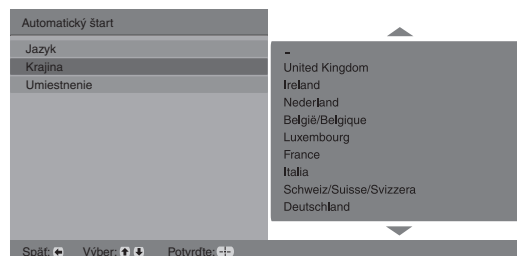 Automatický štart
Jazyk
Krajina
Umiestnenie
-
United Kingdom
Ireland
Nederland
België/Belgique
Luxembourg
France
Italia
Schweiz/Suisse/Svizzera
Deutschland
Späť: Výber: Potvrďte: